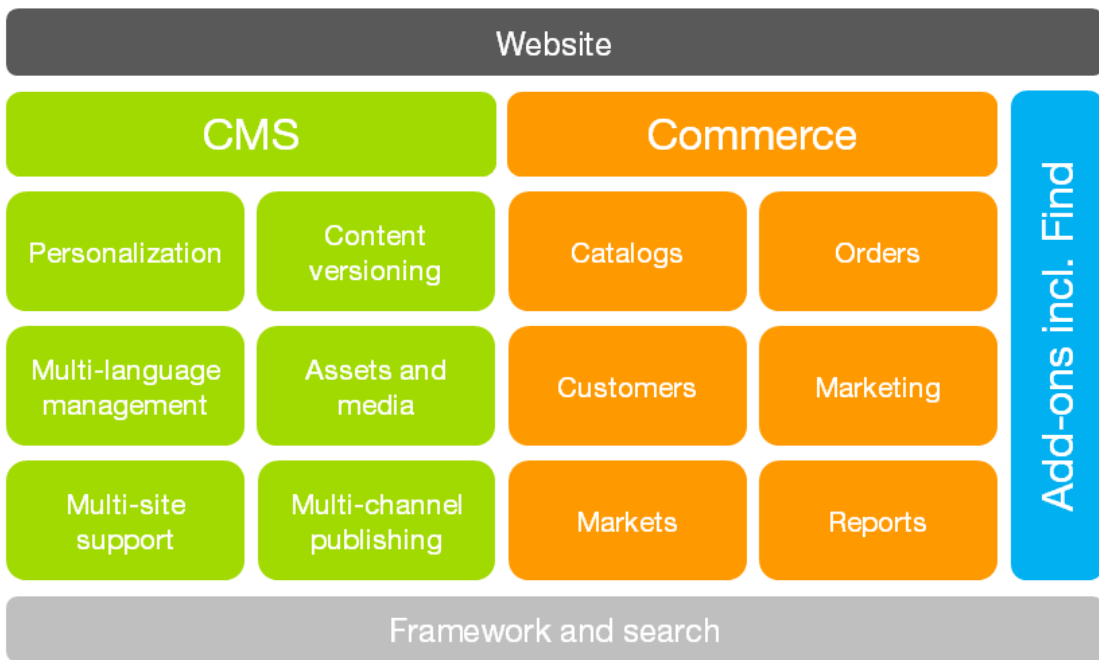 Website
CMS
Commerce
Personalization
Content
versioning
Catalogs
Orders
Multi-language
management
Assets and
media
Customers
Marketing
Multi-site
support
Multi-channel
publishing
Markets
Reports
Add-ons incl. Find
Framework and search